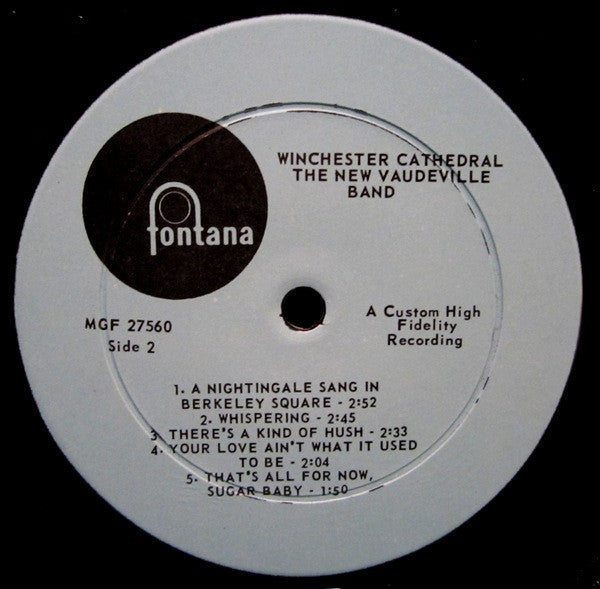 WINCHESTER CATHEDRAL
THE NEW VAUDEVILLE
BAND
fontana
MGF 27560
Side 2
A Custom High
Fidelity
Recording
1. A NIGHTINGALE SANG IN
BERKELEY SQUARE - 2:52
2. WHISPERING - 2:45
3. THERE'S A KIND OF HUSH - 2:33
4. YOUR LOVE AIN'T WHAT IT USED
TO BE - 2:04
5. THAT'S ALL FOR NOW,
SUGAR BABY - 1:50